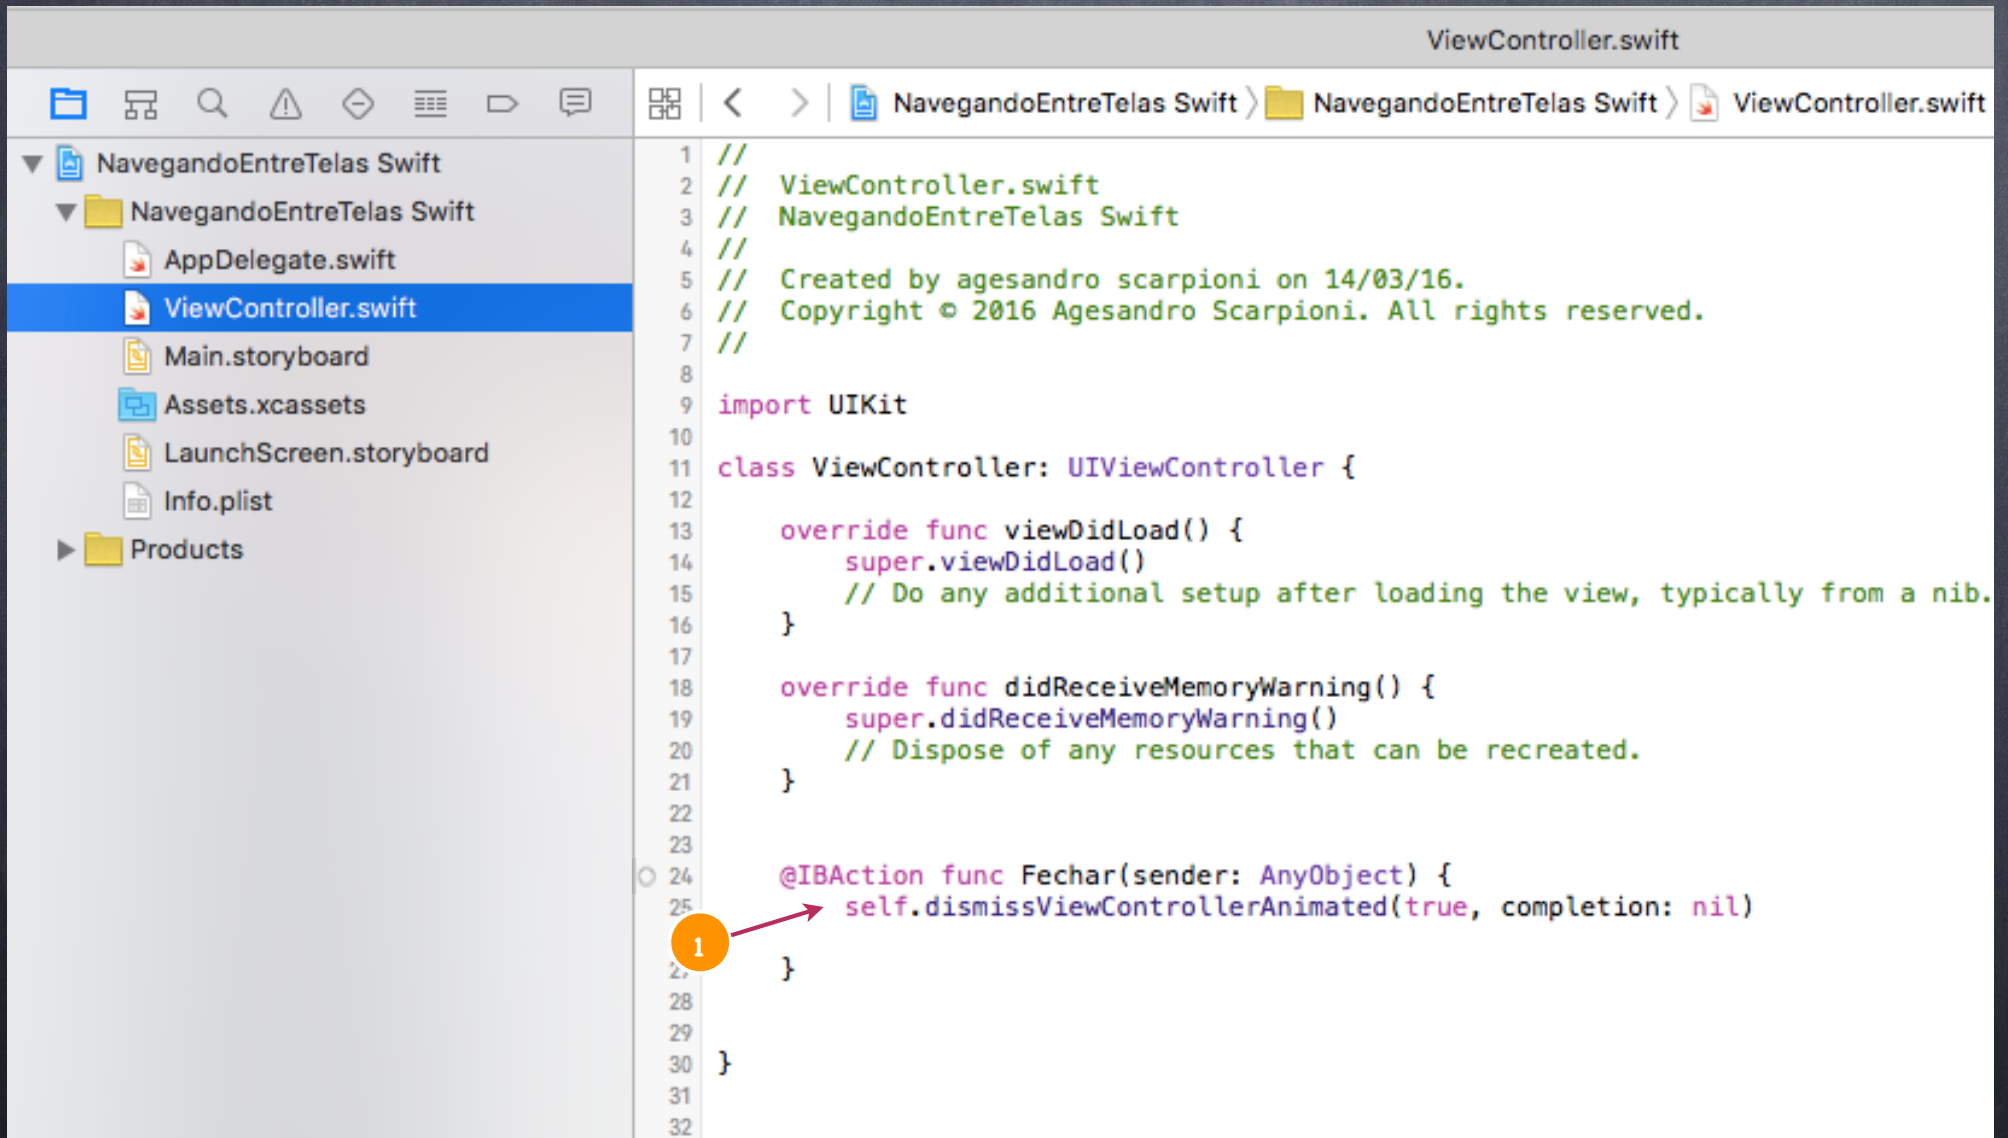 ViewController.swift
NavegandoEntreTelas Swift
NavegandoEntreTelas Swift
ViewController.swift
NavegandoEntreTelas Swift
NavegandoEntreTelas Swift
AppDelegate.swift
ViewController.swift
Main.storyboard
Assets.xcassets
LaunchScreen.storyboard
Info.plist
Products
1 //
2 // ViewController.swift
3 // NavegandoEntreTelas Swift
4 //
5 // Created by agesandro scarpioni on 14/03/16.
6 // Copyright © 2016 Agesandro Scarpioni. All rights reserved.
7 //
8
9 import UIKit
10
11 class ViewController: UIViewController {
12
13 override func viewDidLoad() {
14 super.viewDidLoad()
15 // Do any additional setup after loading the view, typically from a nib.
16 }
17
18 override func didReceiveMemoryWarning() {
19 super.didReceiveMemoryWarning()
20 // Dispose of any resources that can be recreated.
21 }
22
23
24 @IBAction func Fechar(sender: AnyObject) {
25 self.dismissViewControllerAnimated(true, completion: nil)
1
27 }
28
29
30 }
31
32